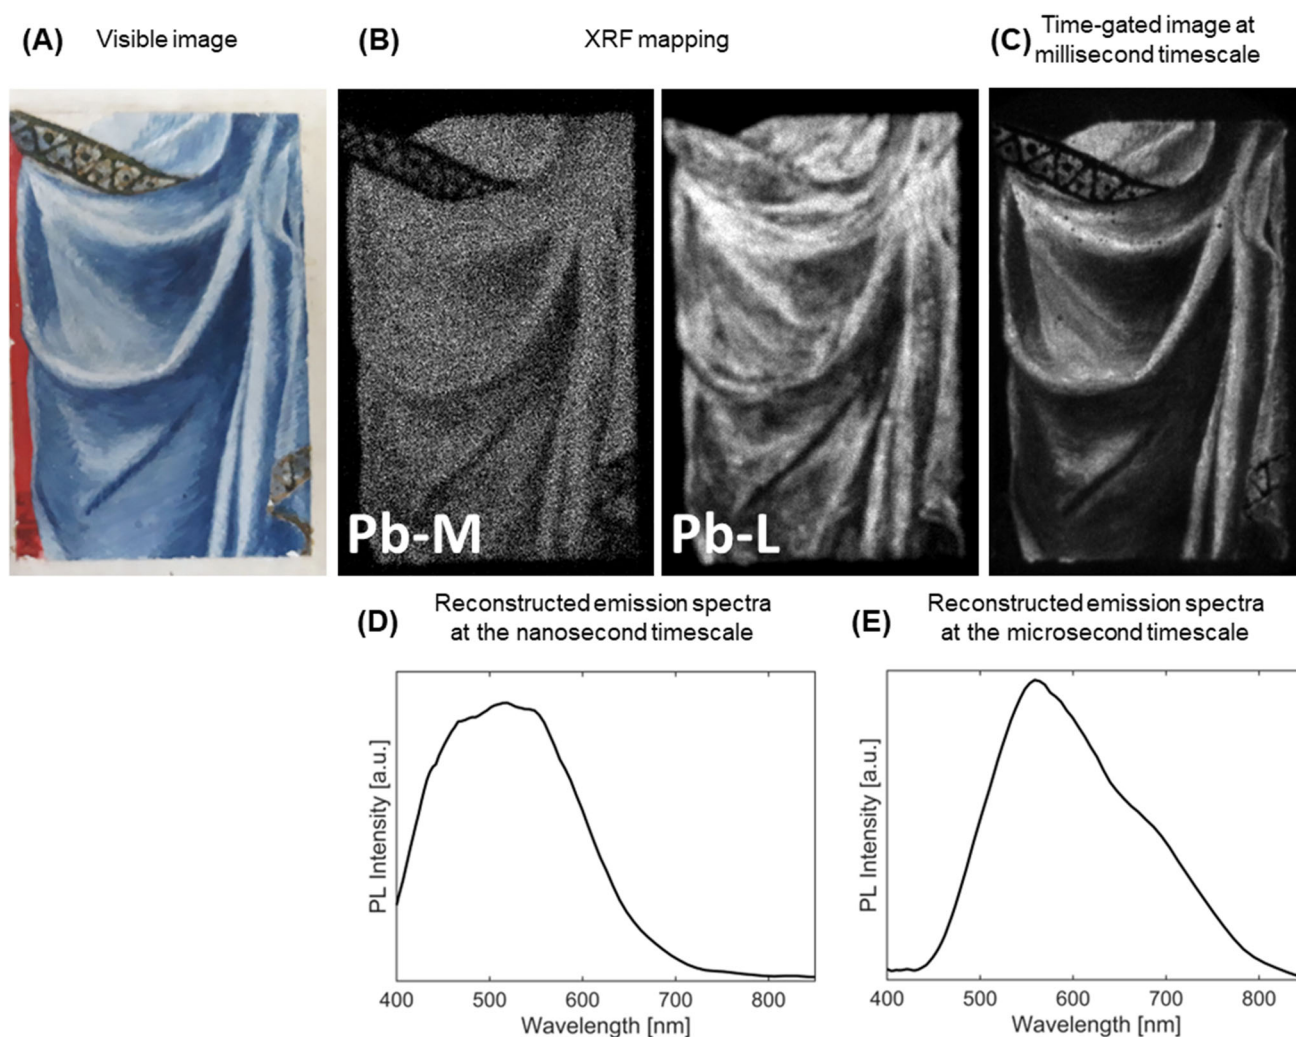 (A) Visible image
(B) XRF mapping
(C) Time-gated image at
millisecond timescale
Pb-M
Pb-L
(D) Reconstructed emission spectra
at the nanosecond timescale
(E) Reconstructed emission spectra
at the microsecond timescale
PL Intensity [a.u.]
400 500 600 700 800
Wavelength [nm]
PL Intensity [a.u.]
400 500 600 700 800
Wavelength [nm]